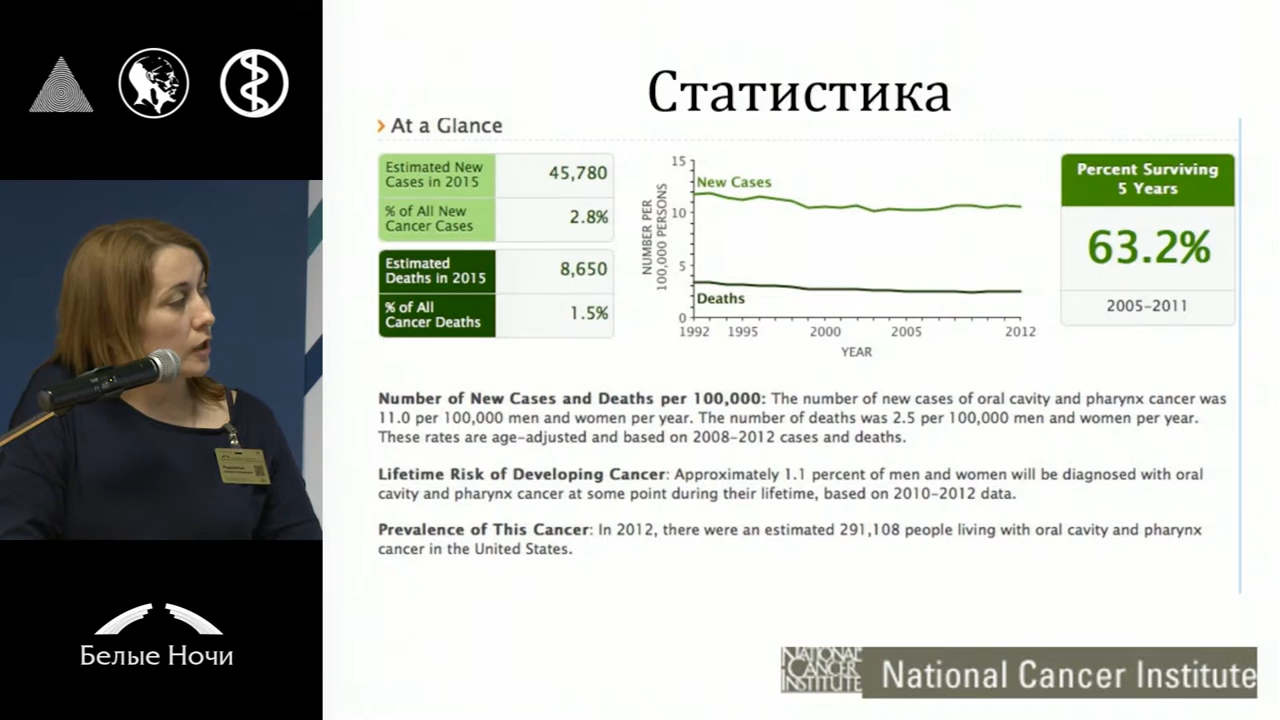 Статистика
At a Glance
Estimated New
Cases in 2015
45,780
% of All New
Cancer Cases
2.8%
Estimated
Deaths in 2015
8,650
% of All
Cancer Deaths
1.5%
NUMBER PER
100,000 PERSONS
15
10
5
0
New Cases
Deaths
1992 1995 2000 2005 2012
YEAR
Percent Surviving
5 Years
63.2%
2005-2011
Number of New Cases and Deaths per 100,000: The number of new cases of oral cavity and pharynx cancer was
11.0 per 100,000 men and women per year. The number of deaths was 2.5 per 100,000 men and women per year.
These rates are age-adjusted and based on 2008-2012 cases and deaths.
Lifetime Risk of Developing Cancer: Approximately 1.1 percent of men and women will be diagnosed with oral
cavity and pharynx cancer at some point during their lifetime, based on 2010-2012 data.
Prevalence of This Cancer: In 2012, there were an estimated 291,108 people living with oral cavity and pharynx
cancer in the United States.
Белые Ночи
NATIONAL
CANCER
INSTITUTE
National Cancer Institute